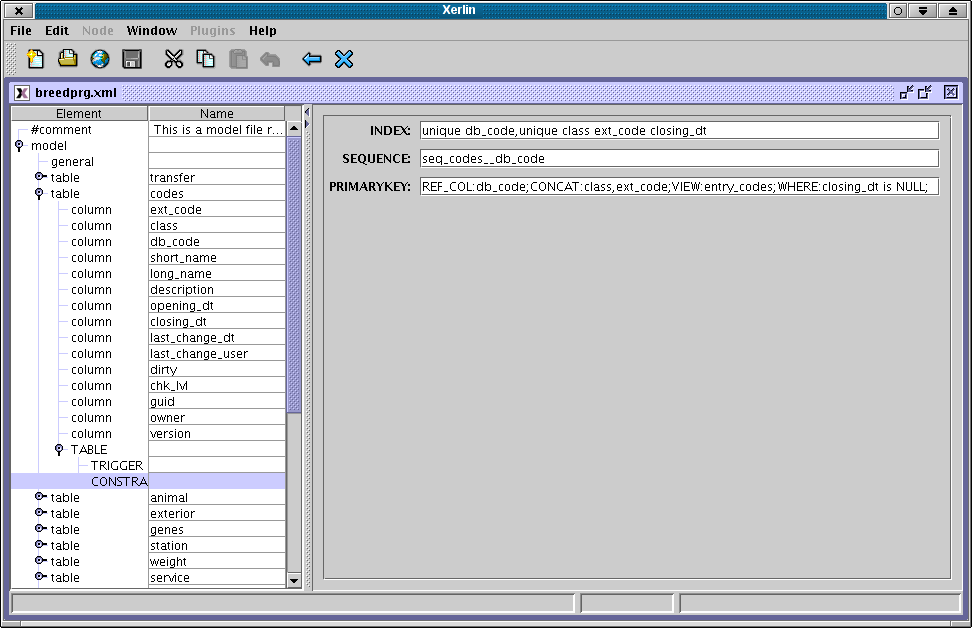 Xerlin
File Edit Node Window Plugins Help
breedprg.xml
Element Name
#comment This is a model file r...
model
general
table transfer
table codes
column ext_code
column class
column db_code
column short_name
column long_name
column description
column opening_dt
column closing_dt
column last_change_dt
column last_change_user
column dirty
column chk_lvl
column guid
column owner
column version
TABLE
TRIGGER
CONSTRA
table animal
table exterior
table genes
table station
table weight
table service
INDEX: unique db_code,unique class ext_code closing_dt
SEQUENCE: seq_codes__db_code
PRIMARYKEY: REF_COL:db_code;CONCAT:class,ext_code;VIEW:entry_codes;WHERE:closing_dt is NULL;